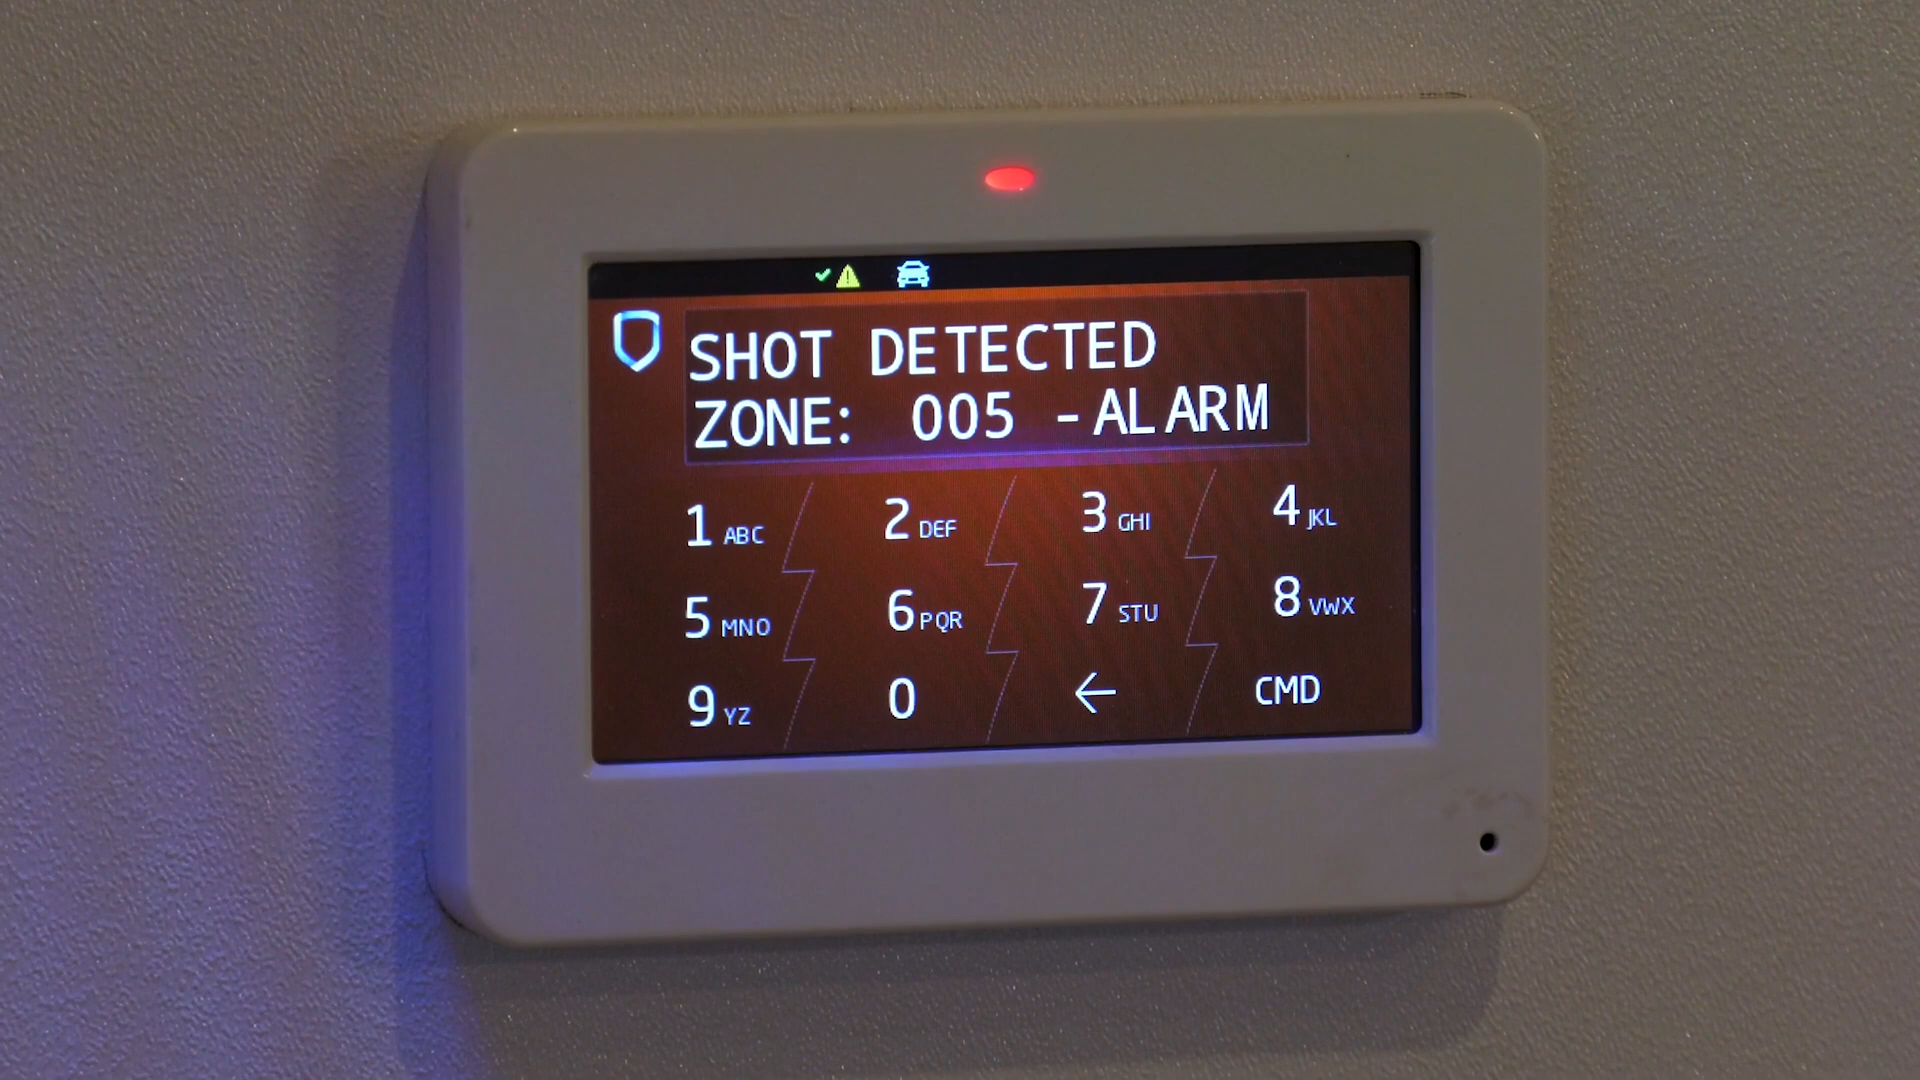 SHOT DETECTED
ZONE: 005 -ALARM
1 ABC 2 DEF 3 GHI 4 JKL
5 MNO 6 PQR 7 STU 8 VWX
9 YZ 0 ← CMD